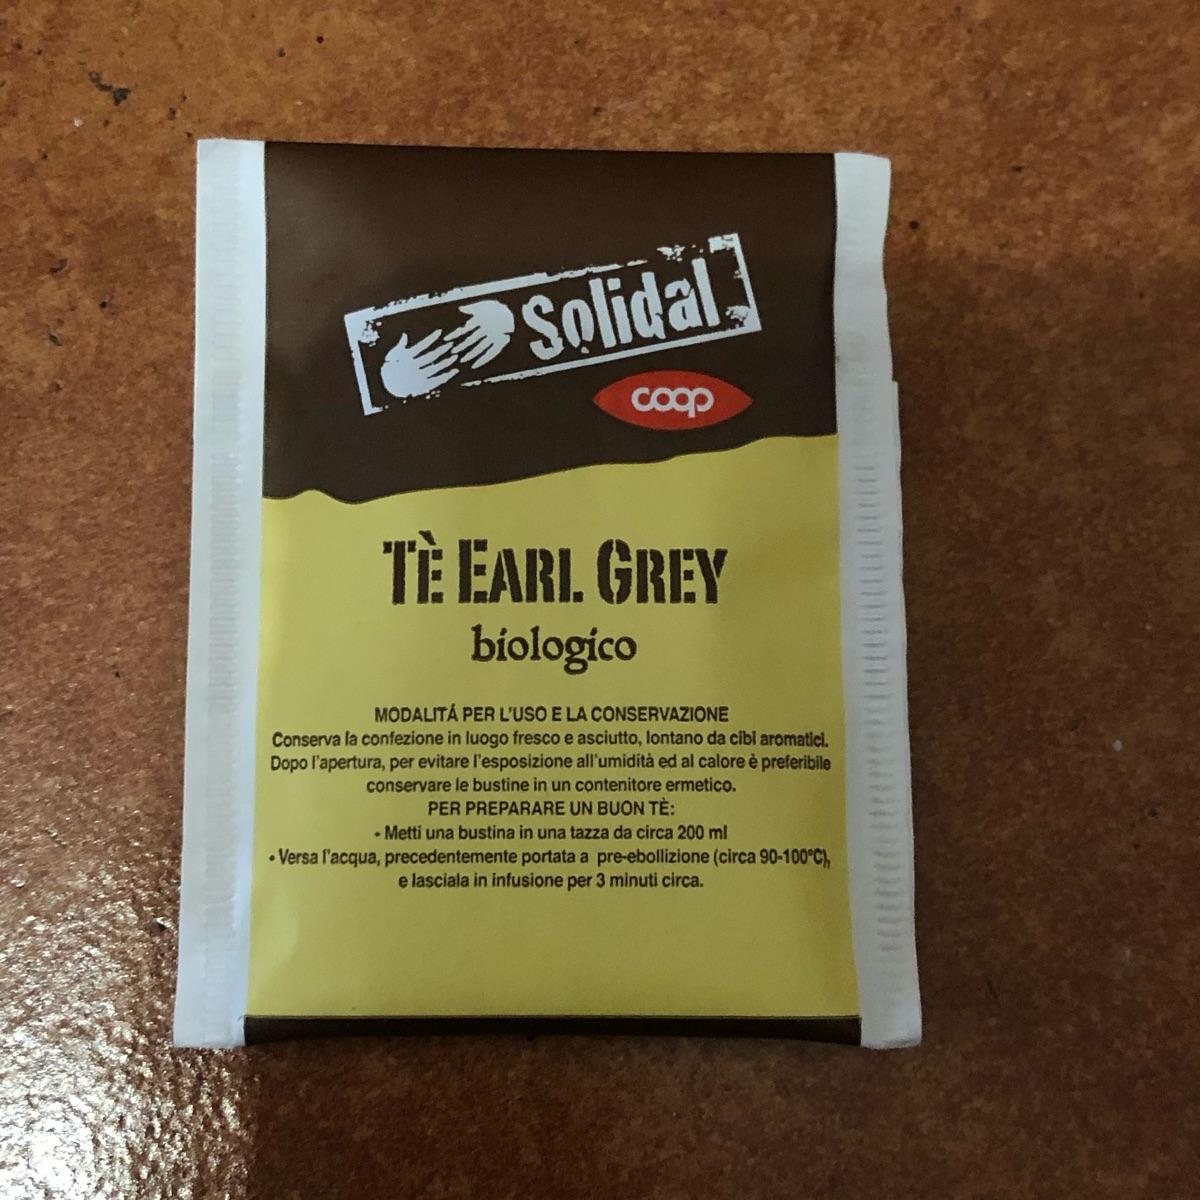 Solidal
coop
TÈ EARL GREY
biologico
MODALITÁ PER L'USO E LA CONSERVAZIONE
Conserva la confezione in luogo fresco e asciutto, lontano da cibi aromatici.
Dopo l'apertura, per evitare l'esposizione all'umidità ed al calore è preferibile
conservare le bustine in un contenitore ermetico.
PER PREPARARE UN BUON TÈ:
• Metti una bustina in una tazza da circa 200 ml
• Versa l'acqua, precedentemente portata a pre-ebollizione (circa 90-100°C),
e lasciala in infusione per 3 minuti circa.